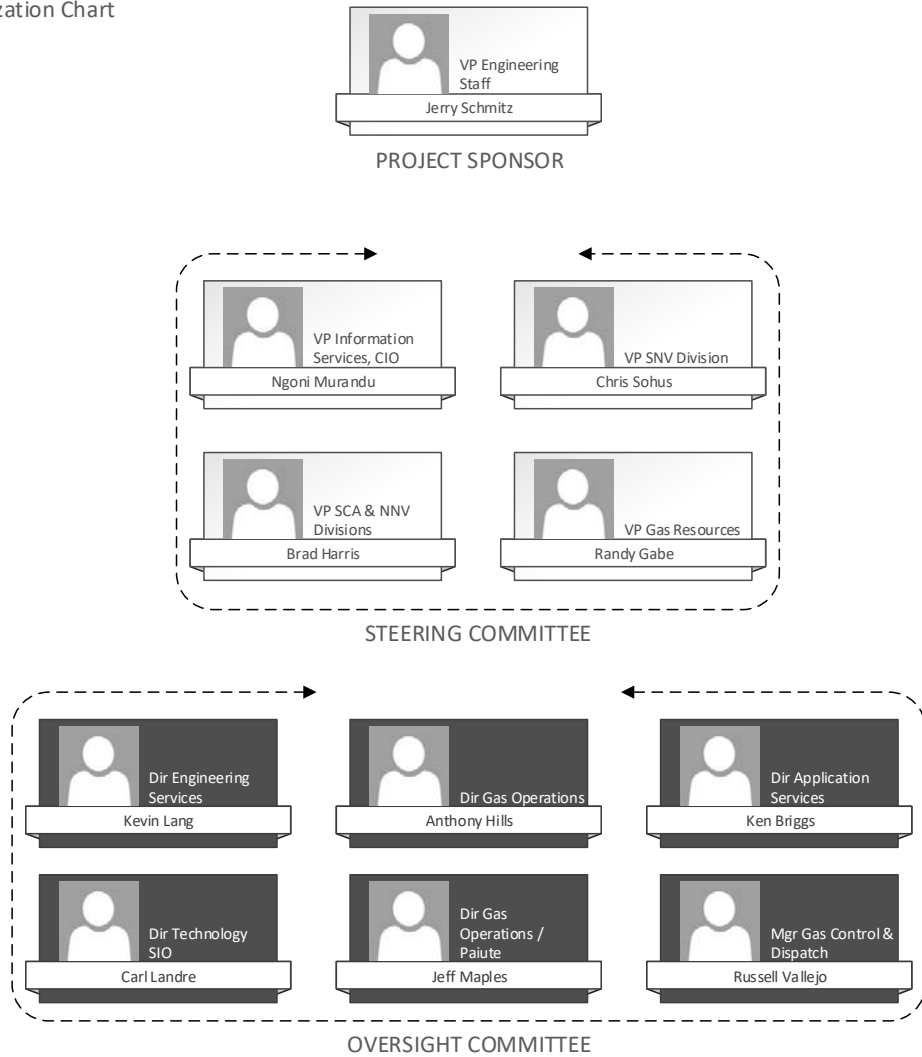 zation Chart
VP Engineering
Staff
Jerry Schmitz
PROJECT SPONSOR
VP Information
Services, CIO
Ngoni Murandu
VP SNV Division
Chris Sohus
VP SCA & NNV
Divisions
Brad Harris
VP Gas Resources
Randy Gabe
STEERING COMMITTEE
Dir Engineering
Services
Kevin Lang
Dir Gas Operations
Anthony Hills
Dir Application
Services
Ken Briggs
Dir Technology
SIO
Carl Landre
Dir Gas
Operations /
Paiute
Jeff Maples
Mgr Gas Control &
Dispatch
Russell Vallejo
OVERSIGHT COMMITTEE